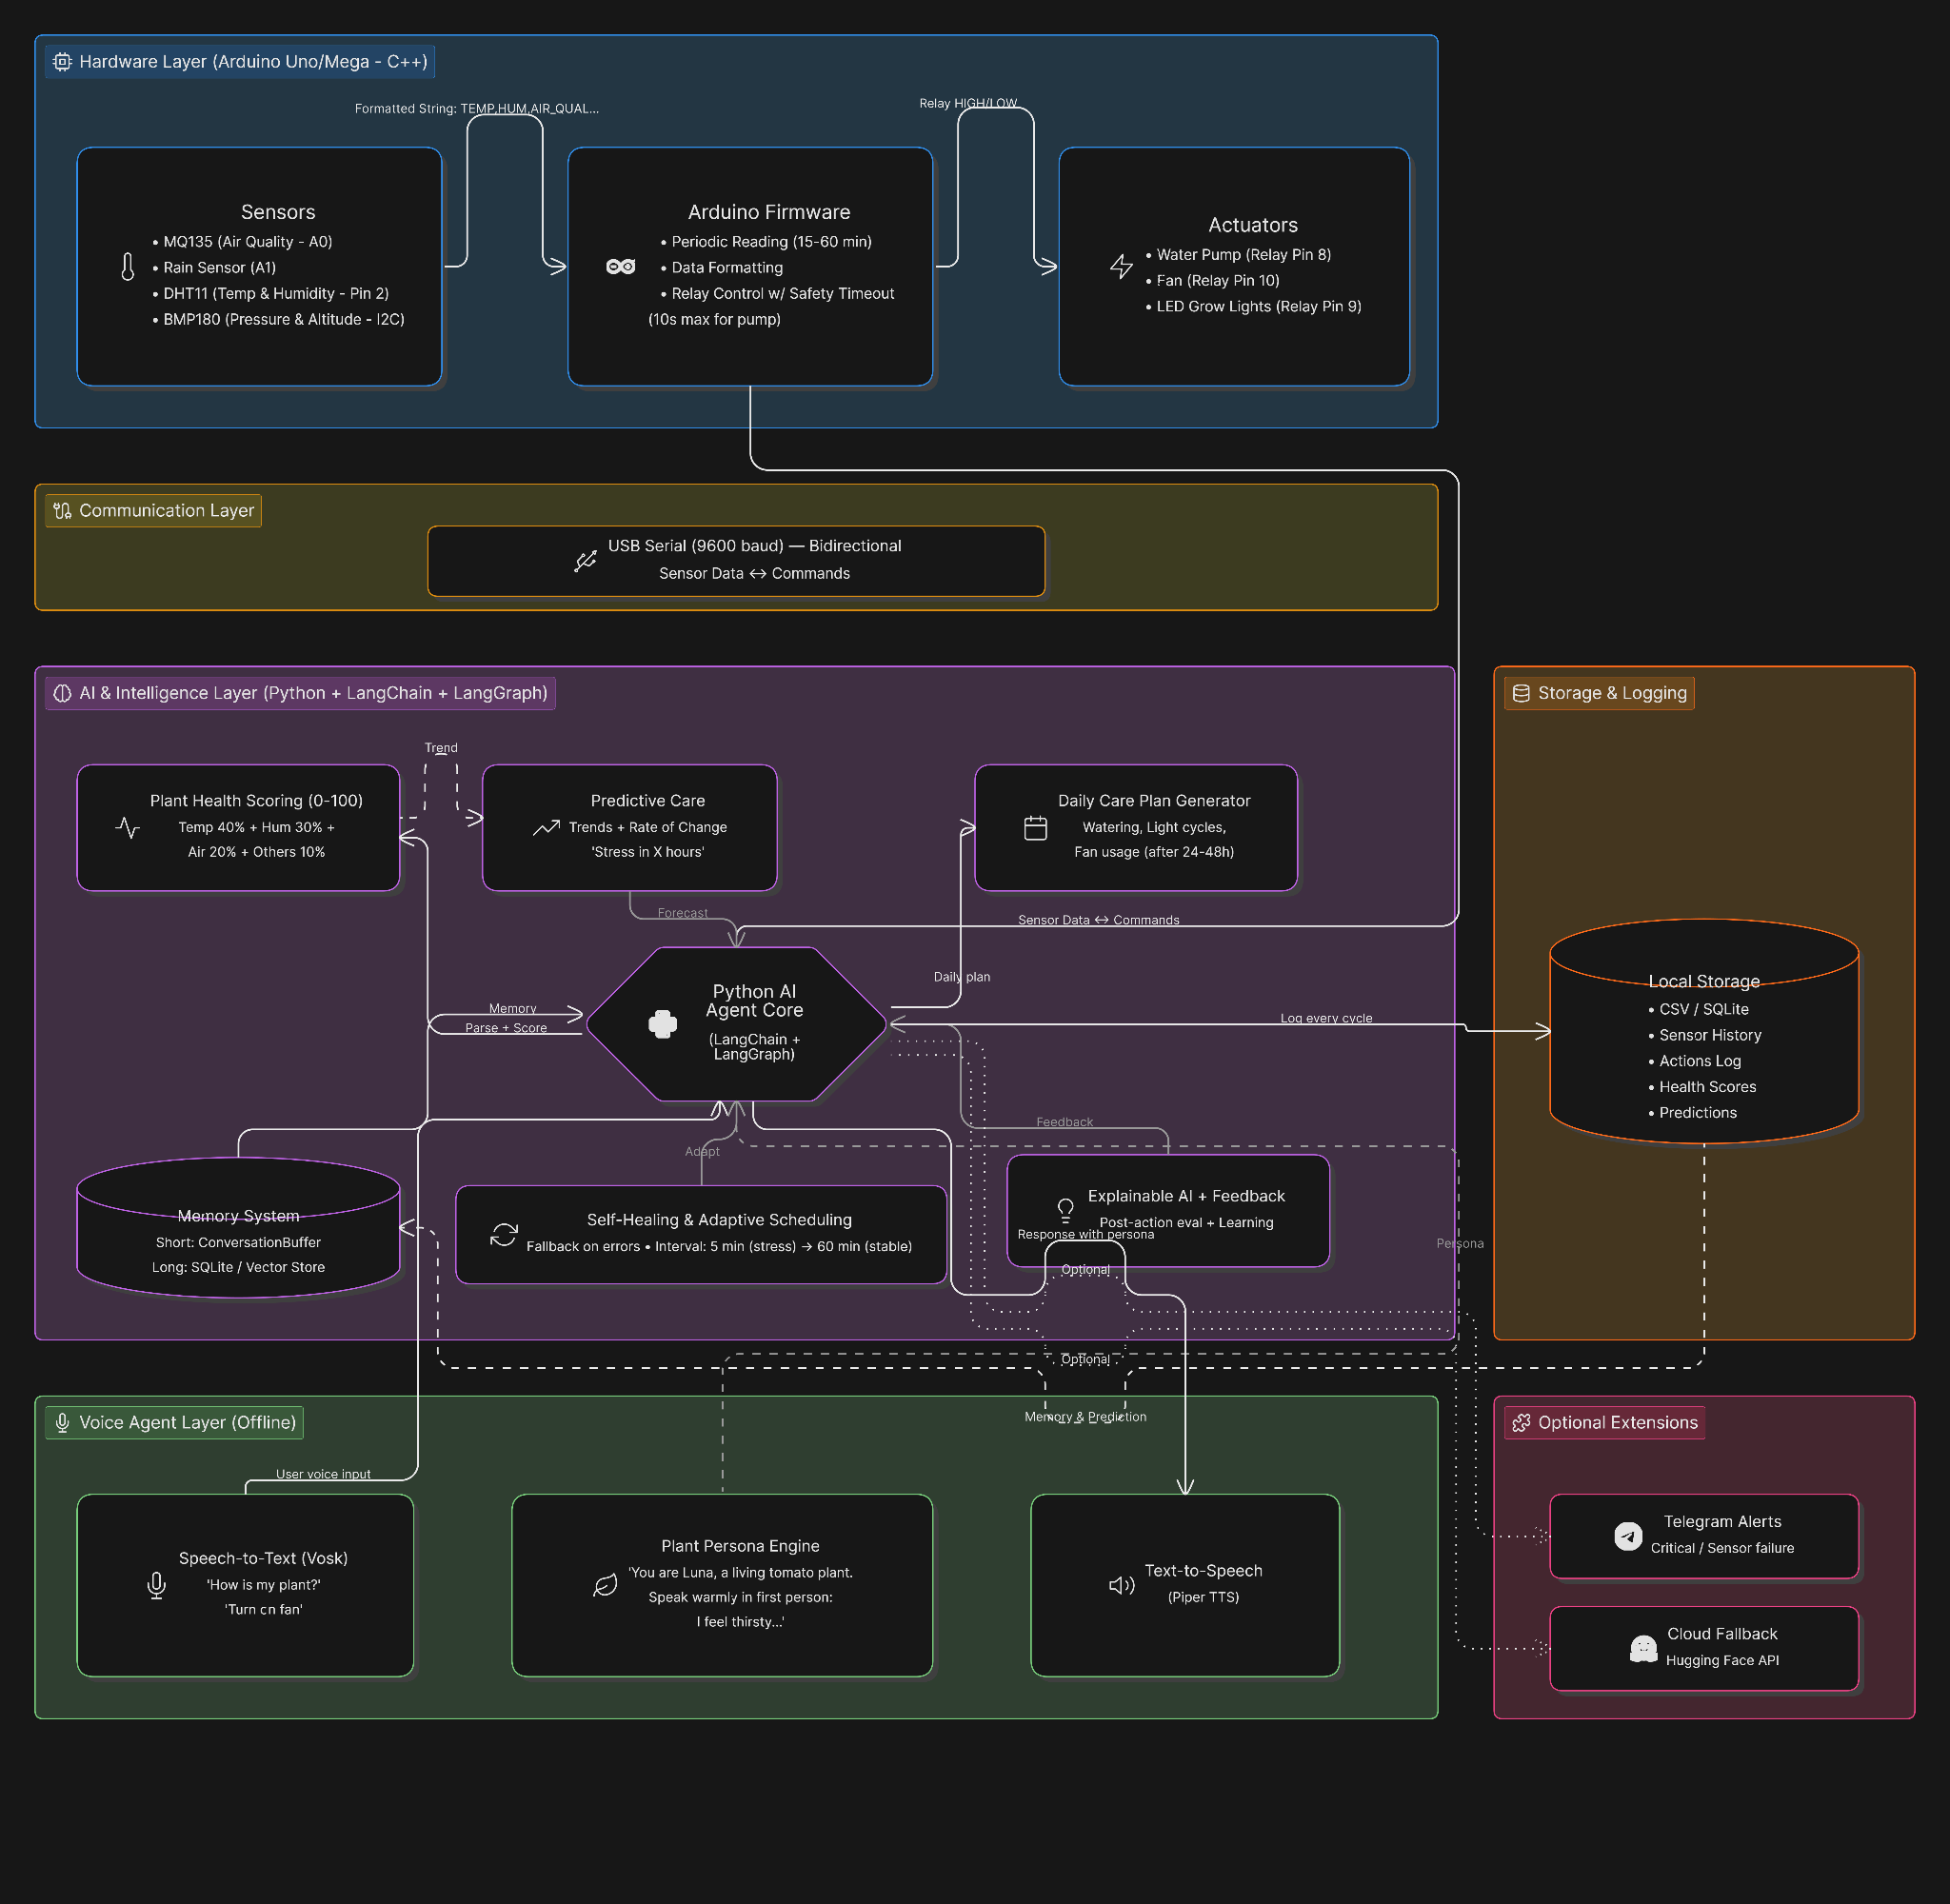 Hardware Layer (Arduino Uno/Mega - C++)
Formatted String: TEMP,HUM,AIR_QUAL...
Relay HIGH/LOW
Sensors
• MQ135 (Air Quality - A0)
• Rain Sensor (A1)
• DHT11 (Temp & Humidity - Pin 2)
• BMP180 (Pressure & Altitude - I2C)
Arduino Firmware
• Periodic Reading (15-60 min)
• Data Formatting
• Relay Control w/ Safety Timeout
(10s max for pump)
Actuators
• Water Pump (Relay Pin 8)
• Fan (Relay Pin 10)
• LED Grow Lights (Relay Pin 9)
Communication Layer
USB Serial (9600 baud) — Bidirectional
Sensor Data ↔ Commands
AI & Intelligence Layer (Python + LangChain + LangGraph)
Trend
Plant Health Scoring (0-100)
Temp 40% + Hum 30% +
Air 20% + Others 10%
Predictive Care
Trends + Rate of Change
'Stress in X hours'
Daily Care Plan Generator
Watering, Light cycles,
Fan usage (after 24-48h)
Forecast
Sensor Data ↔ Commands
Daily plan
Python AI
Agent Core
(LangChain +
LangGraph)
Memory
Parse + Score
Log every cycle
Feedback
Adapt
Memory System
Short: ConversationBuffer
Long: SQLite / Vector Store
Self-Healing & Adaptive Scheduling
Fallback on errors • Interval: 5 min (stress) → 60 min (stable)
Explainable AI + Feedback
Post-action eval + Learning
Response with persona
Optional
Persona
Optional
Storage & Logging
Local Storage
• CSV / SQLite
• Sensor History
• Actions Log
• Health Scores
• Predictions
Voice Agent Layer (Offline)
Memory & Prediction
User voice input
Speech-to-Text (Vosk)
'How is my plant?'
'Turn on fan'
Plant Persona Engine
'You are Luna, a living tomato plant.
Speak warmly in first person:
I feel thirsty...'
Text-to-Speech
(Piper TTS)
Optional Extensions
Telegram Alerts
Critical / Sensor failure
Cloud Fallback
Hugging Face API